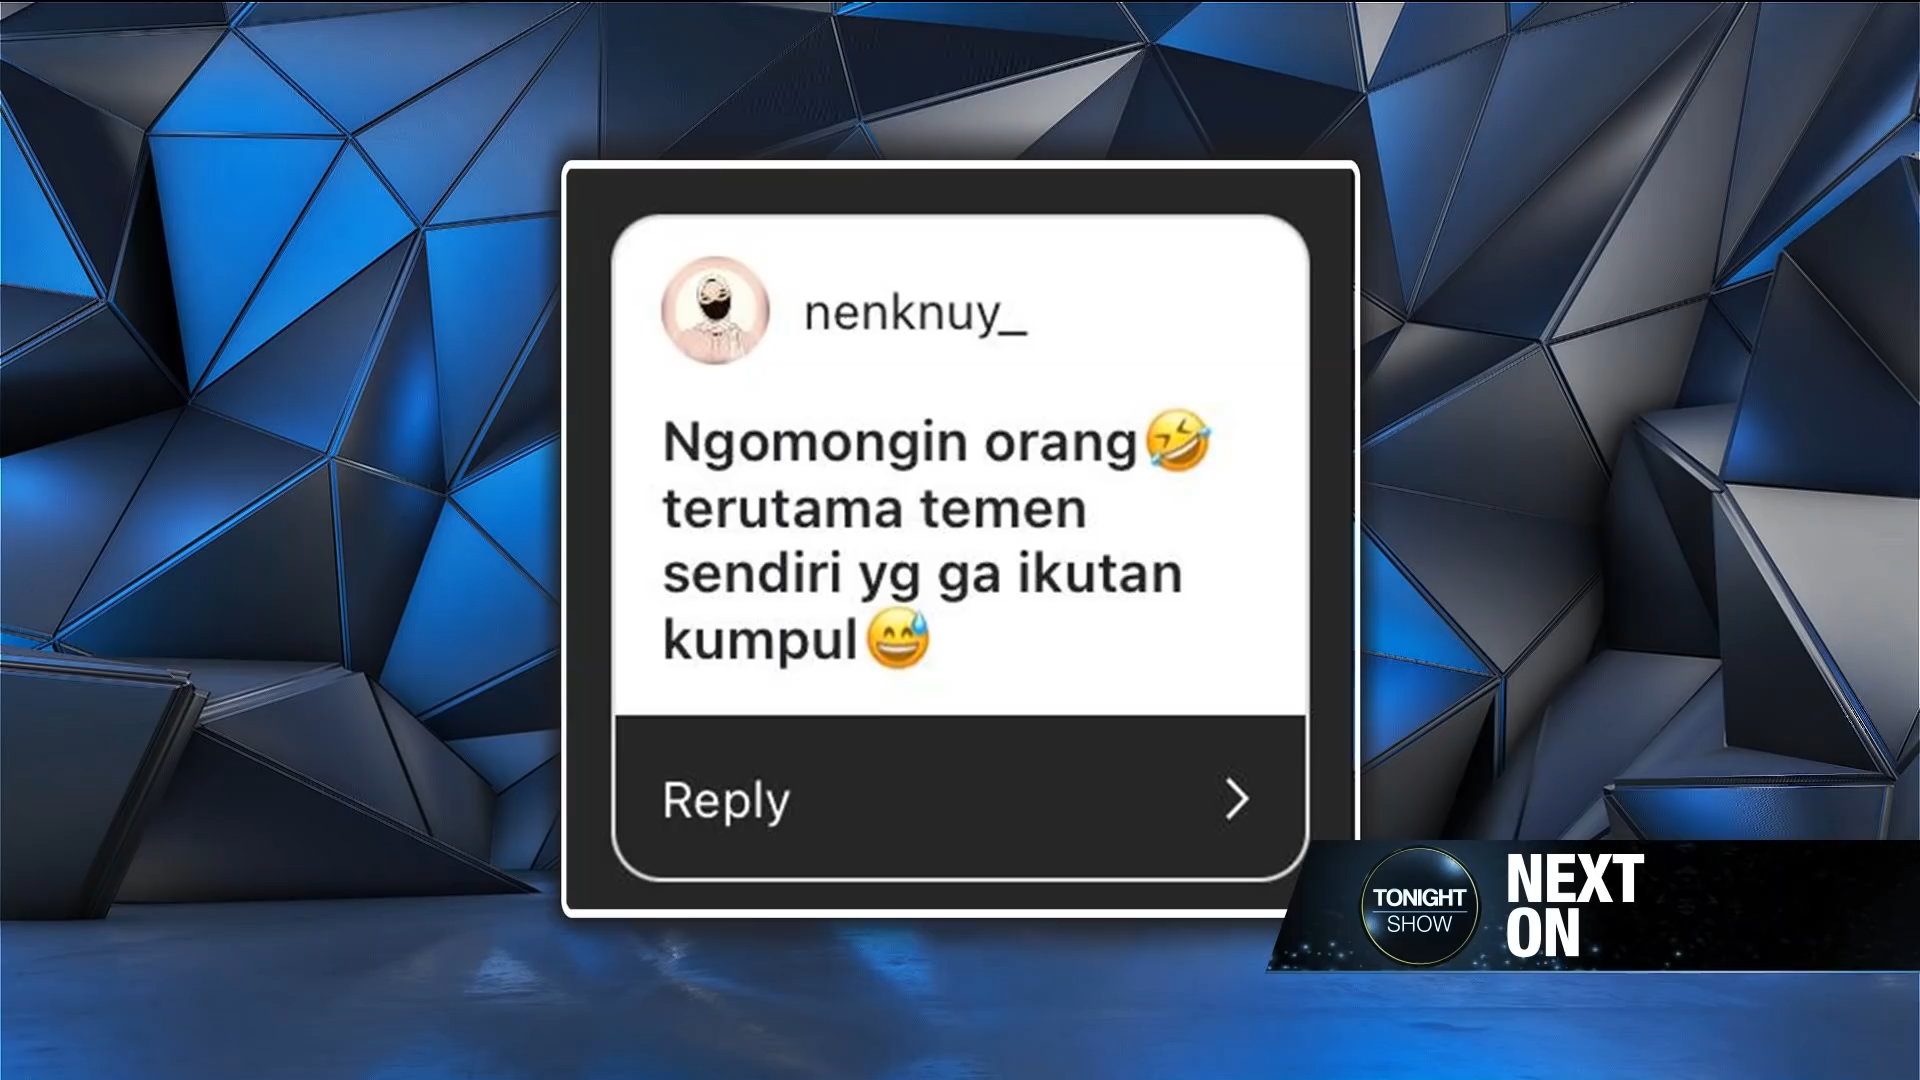 nenknuy_
Ngomongin orang🤣
terutama temen
sendiri yg ga ikutan
kumpul😅
Reply
TONIGHT
SHOW
NEXT
ON